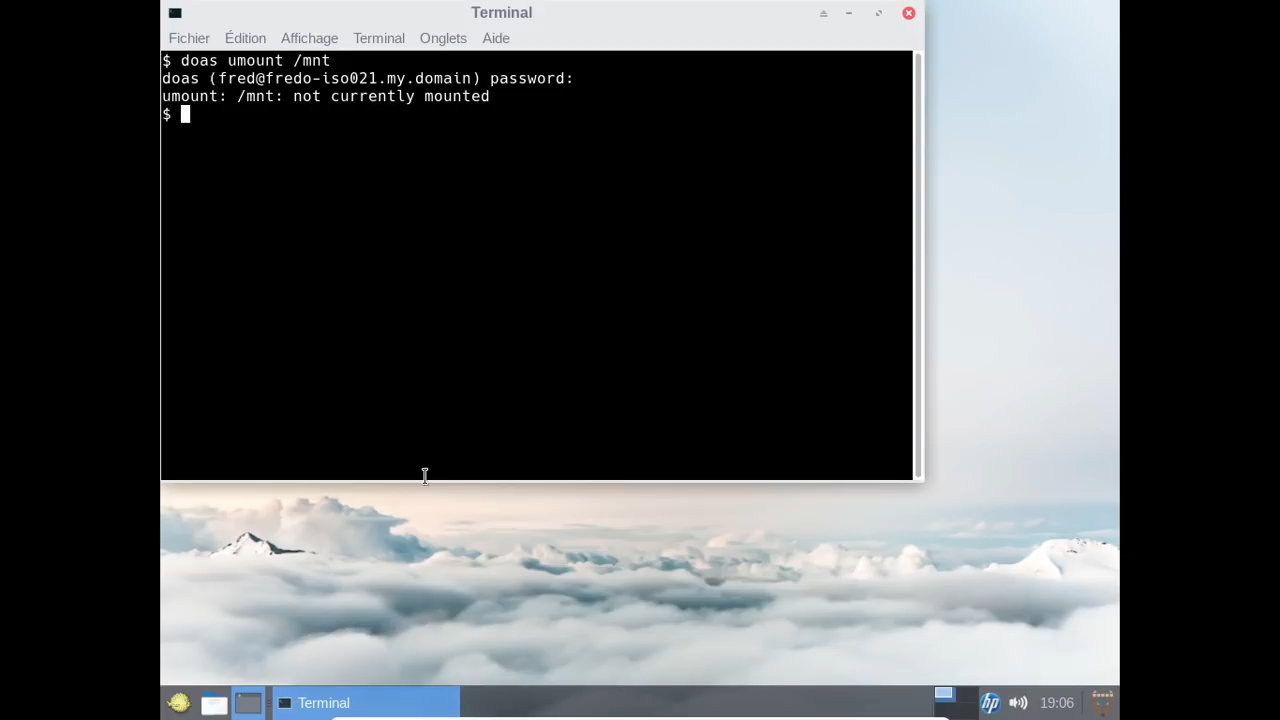 Terminal
Fichier Édition Affichage Terminal Onglets Aide
$ doas umount /mnt
doas (fred@fredo-iso021.my.domain) password:
umount: /mnt: not currently mounted
$
Terminal
hp
19:06